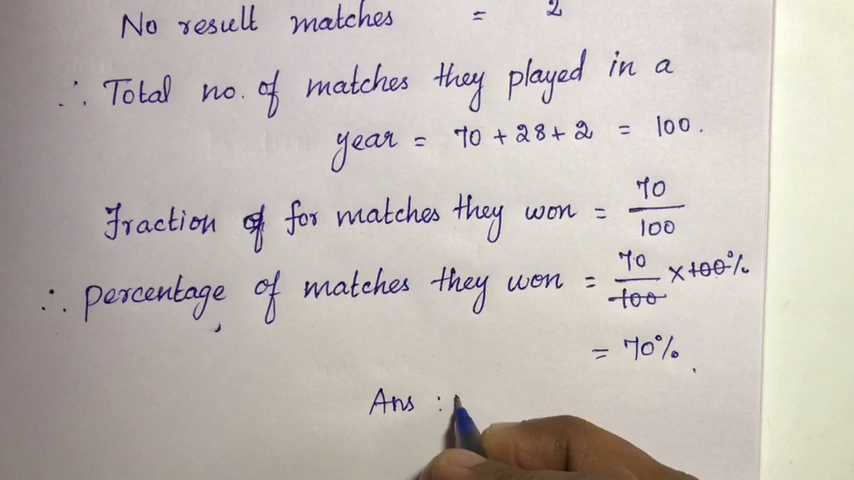 No result matches = 2
∴ Total no. of matches they played in a
year = 70 + 28 + 2 = 100.
Fraction of for matches they won = 70/100
∴ percentage of matches they won = 70/100 × 100%
= 70%.
Ans :